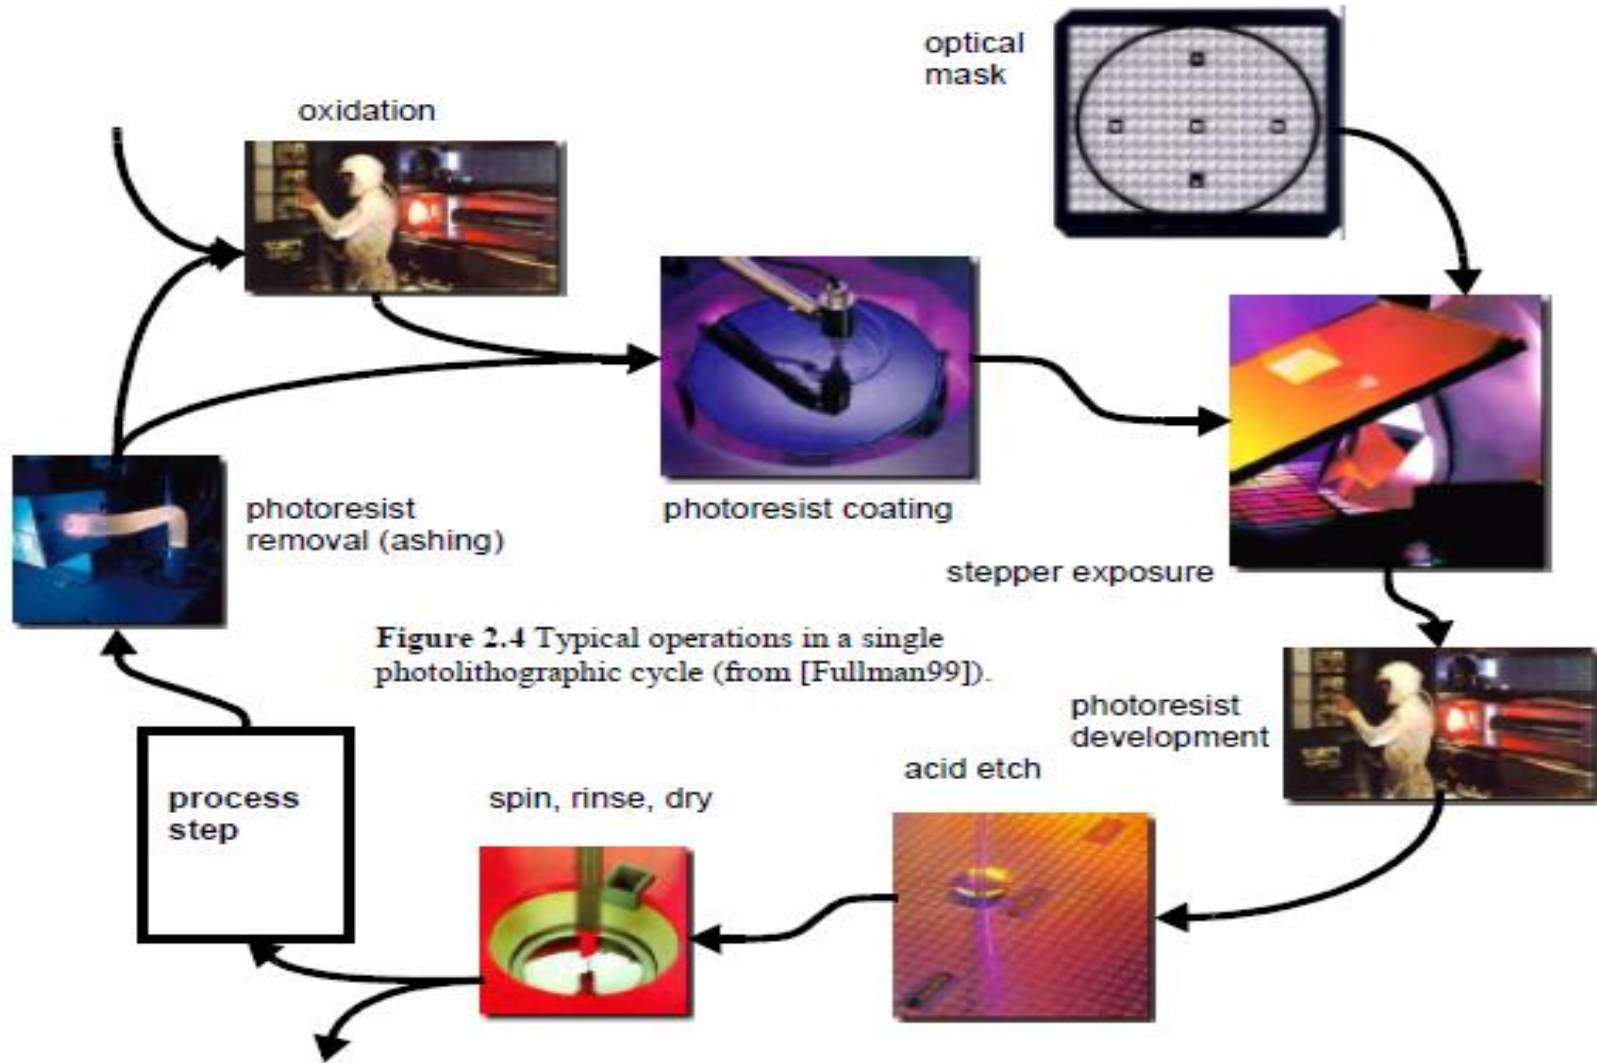 optical
mask
oxidation
photoresist
removal (ashing)
photoresist coating
stepper exposure
Figure 2.4 Typical operations in a single
photolithographic cycle (from [Fullman99]).
photoresist
development
acid etch
spin, rinse, dry
process
step